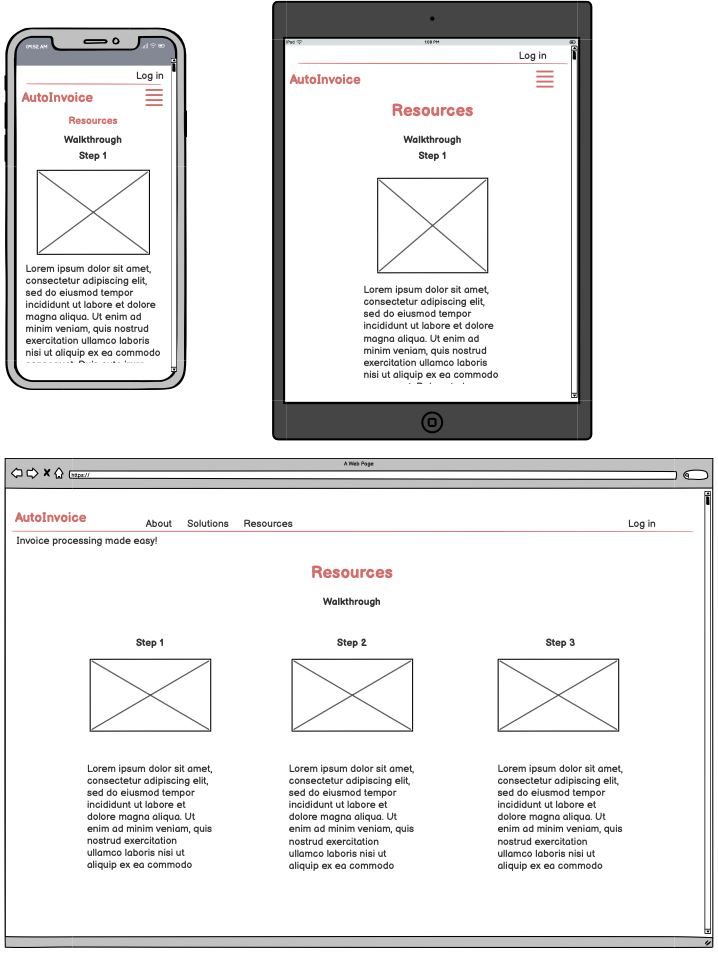 09:52 AM
Log in
AutoInvoice
Resources
Walkthrough
Step 1
Lorem ipsum dolor sit amet,
consectetur adipiscing elit,
sed do eiusmod tempor
incididunt ut labore et dolore
magna aliqua. Ut enim ad
minim veniam, quis nostrud
exercitation ullamco laboris
nisi ut aliquip ex ea commodo
iPad
1:08 PM
Log in
AutoInvoice
Resources
Walkthrough
Step 1
Lorem ipsum dolor sit amet,
consectetur adipiscing elit,
sed do eiusmod tempor
incididunt ut labore et dolore
magna aliqua. Ut enim ad
minim veniam, quis nostrud
exercitation ullamco laboris
nisi ut aliquip ex ea commodo
A Web Page
https://
AutoInvoice
About Solutions Resources Log in
Invoice processing made easy!
Resources
Walkthrough
Step 1
Lorem ipsum dolor sit amet,
consectetur adipiscing elit,
sed do eiusmod tempor
incididunt ut labore et
dolore magna aliqua. Ut
enim ad minim veniam, quis
nostrud exercitation
ullamco laboris nisi ut
aliquip ex ea commodo
Step 2
Lorem ipsum dolor sit amet,
consectetur adipiscing elit,
sed do eiusmod tempor
incididunt ut labore et
dolore magna aliqua. Ut
enim ad minim veniam, quis
nostrud exercitation
ullamco laboris nisi ut
aliquip ex ea commodo
Step 3
Lorem ipsum dolor sit amet,
consectetur adipiscing elit,
sed do eiusmod tempor
incididunt ut labore et
dolore magna aliqua. Ut
enim ad minim veniam, quis
nostrud exercitation
ullamco laboris nisi ut
aliquip ex ea commodo